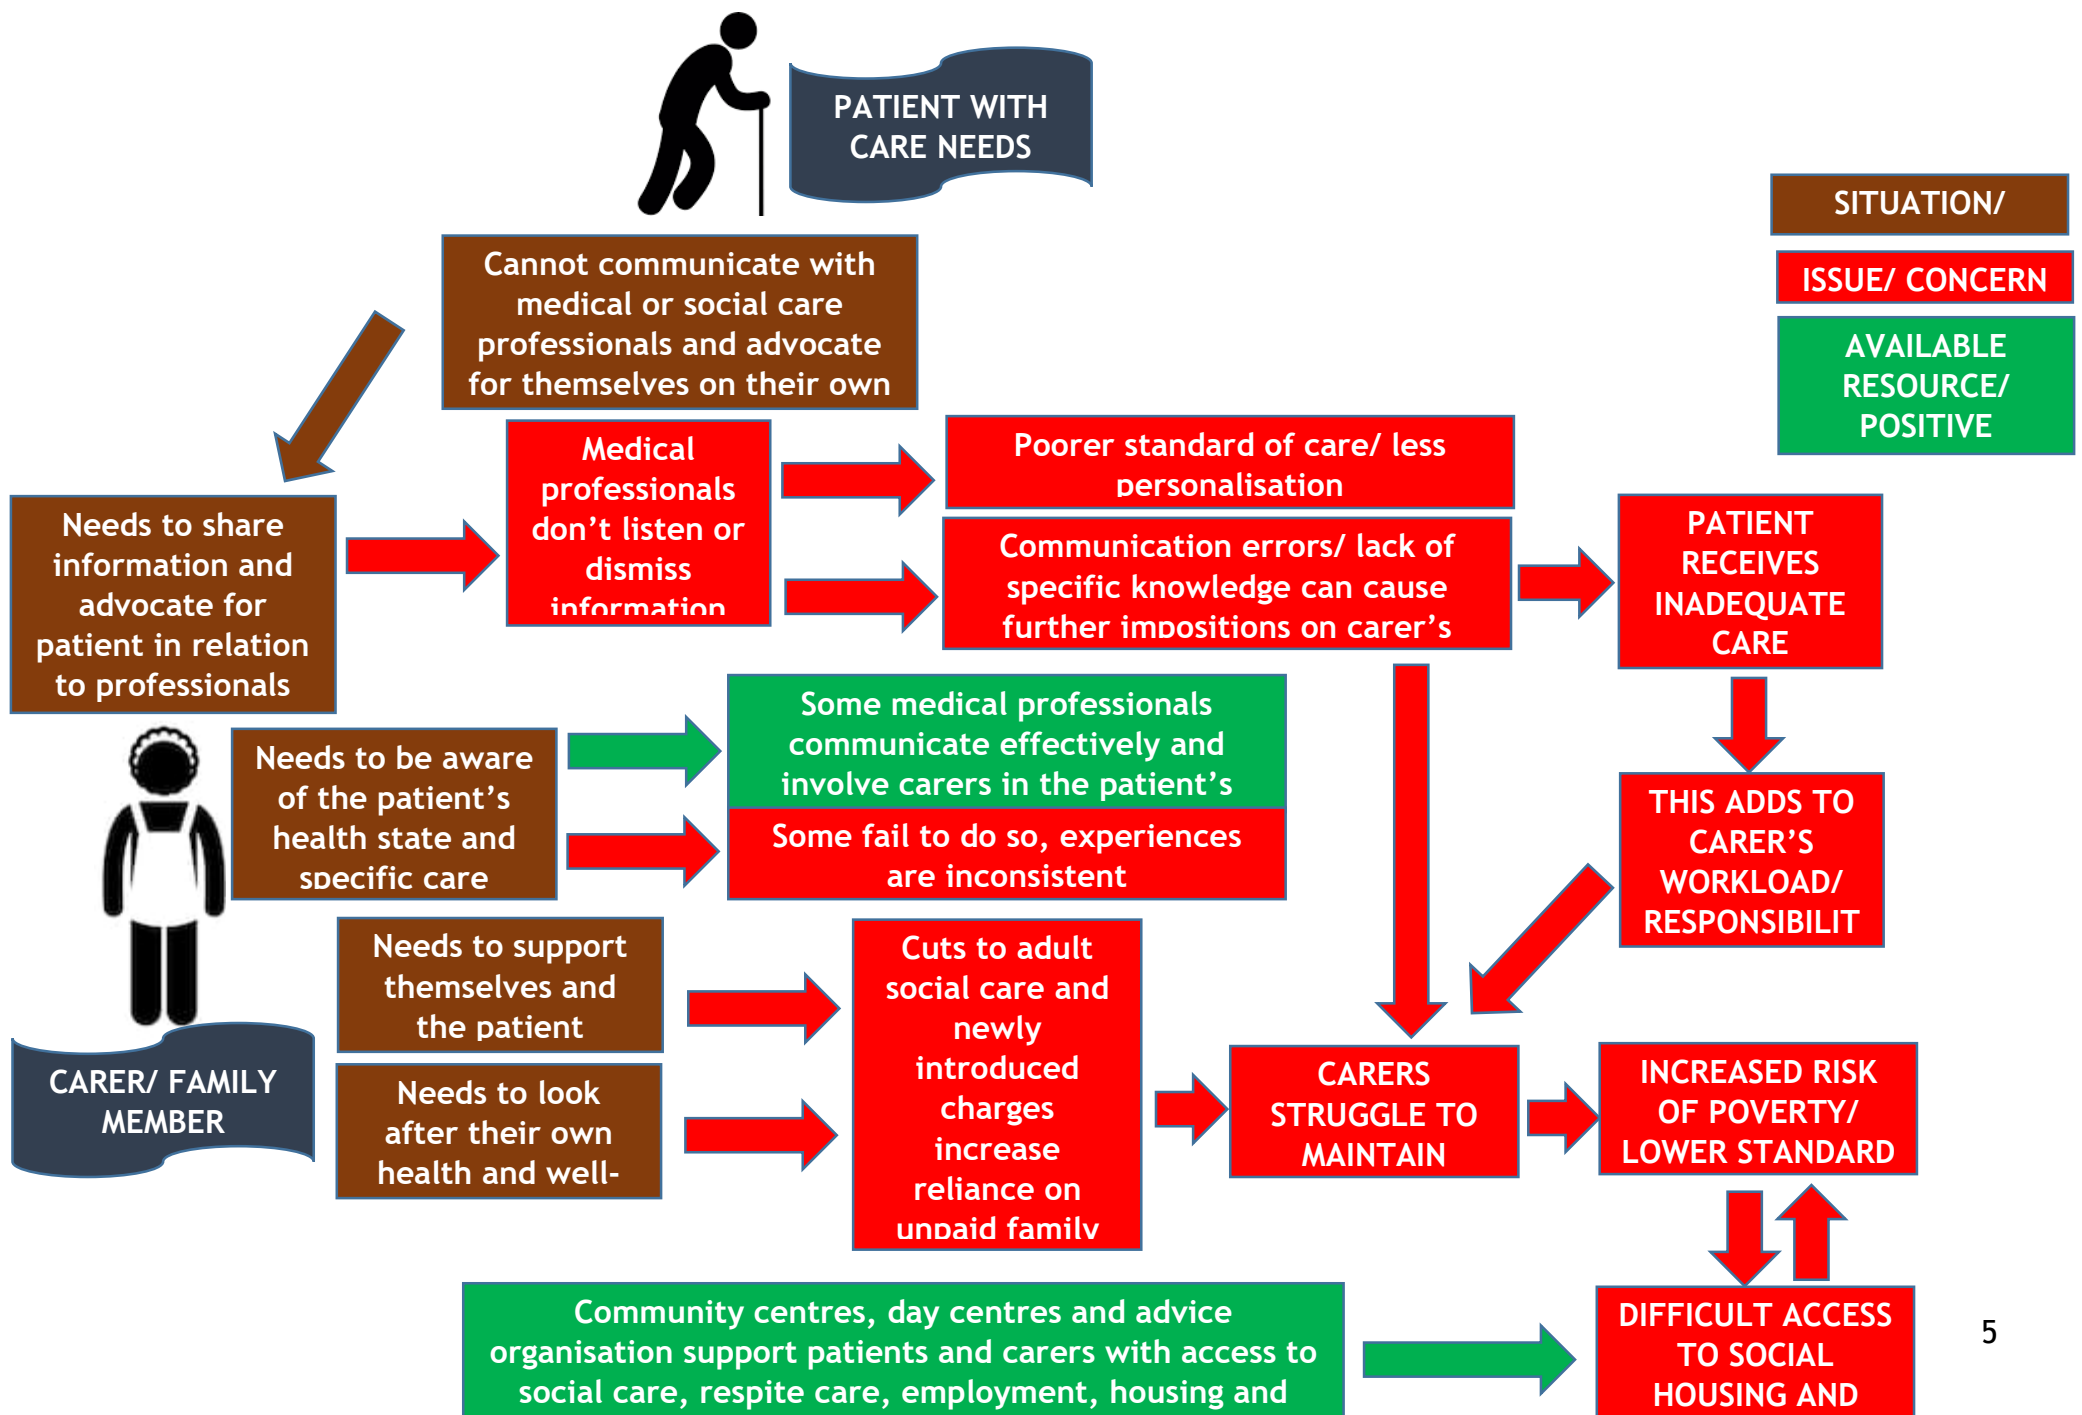 PATIENT WITH
CARE NEEDS
SITUATION/
ISSUE/ CONCERN
AVAILABLE
RESOURCE/
POSITIVE
Cannot communicate with
medical or social care
professionals and advocate
for themselves on their own
Needs to share
information and
advocate for
patient in relation
to professionals
Medical
professionals
don’t listen or
dismiss
information
Poorer standard of care/ less
personalisation
Communication errors/ lack of
specific knowledge can cause
further impositions on carer’s
PATIENT
RECEIVES
INADEQUATE
CARE
Needs to be aware
of the patient’s
health state and
specific care
Some medical professionals
communicate effectively and
involve carers in the patient’s
Some fail to do so, experiences
are inconsistent
THIS ADDS TO
CARER’S
WORKLOAD/
RESPONSIBILIT
Needs to support
themselves and
the patient
CARER/ FAMILY
MEMBER
Needs to look
after their own
health and well-
Cuts to adult
social care and
newly
introduced
charges
increase
reliance on
unpaid family
CARERS
STRUGGLE TO
MAINTAIN
INCREASED RISK
OF POVERTY/
LOWER STANDARD
Community centres, day centres and advice
organisation support patients and carers with access to
social care, respite care, employment, housing and
DIFFICULT ACCESS
TO SOCIAL
HOUSING AND
5